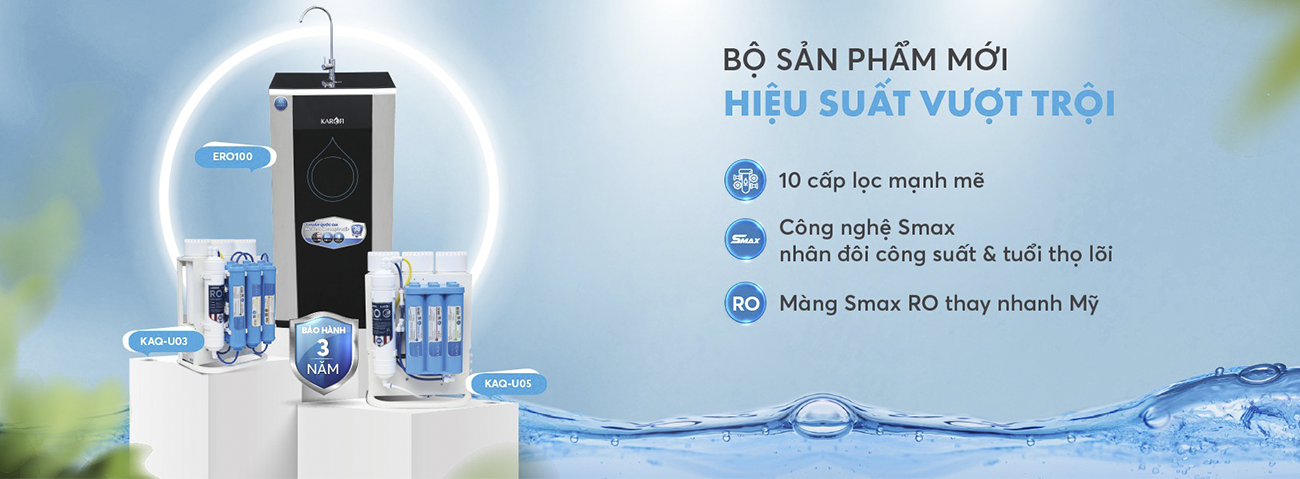 BỘ SẢN PHẨM MỚI
HIỆU SUẤT VƯỢT TRỘI
10 cấp lọc mạnh mẽ
SMAX
Công nghệ Smax
nhân đôi công suất & tuổi thọ lõi
RO
Màng Smax RO thay nhanh Mỹ
KAROFI
ERO100
KAQ-U03
RO
BẢO HÀNH
3
NĂM
KAQ-U05